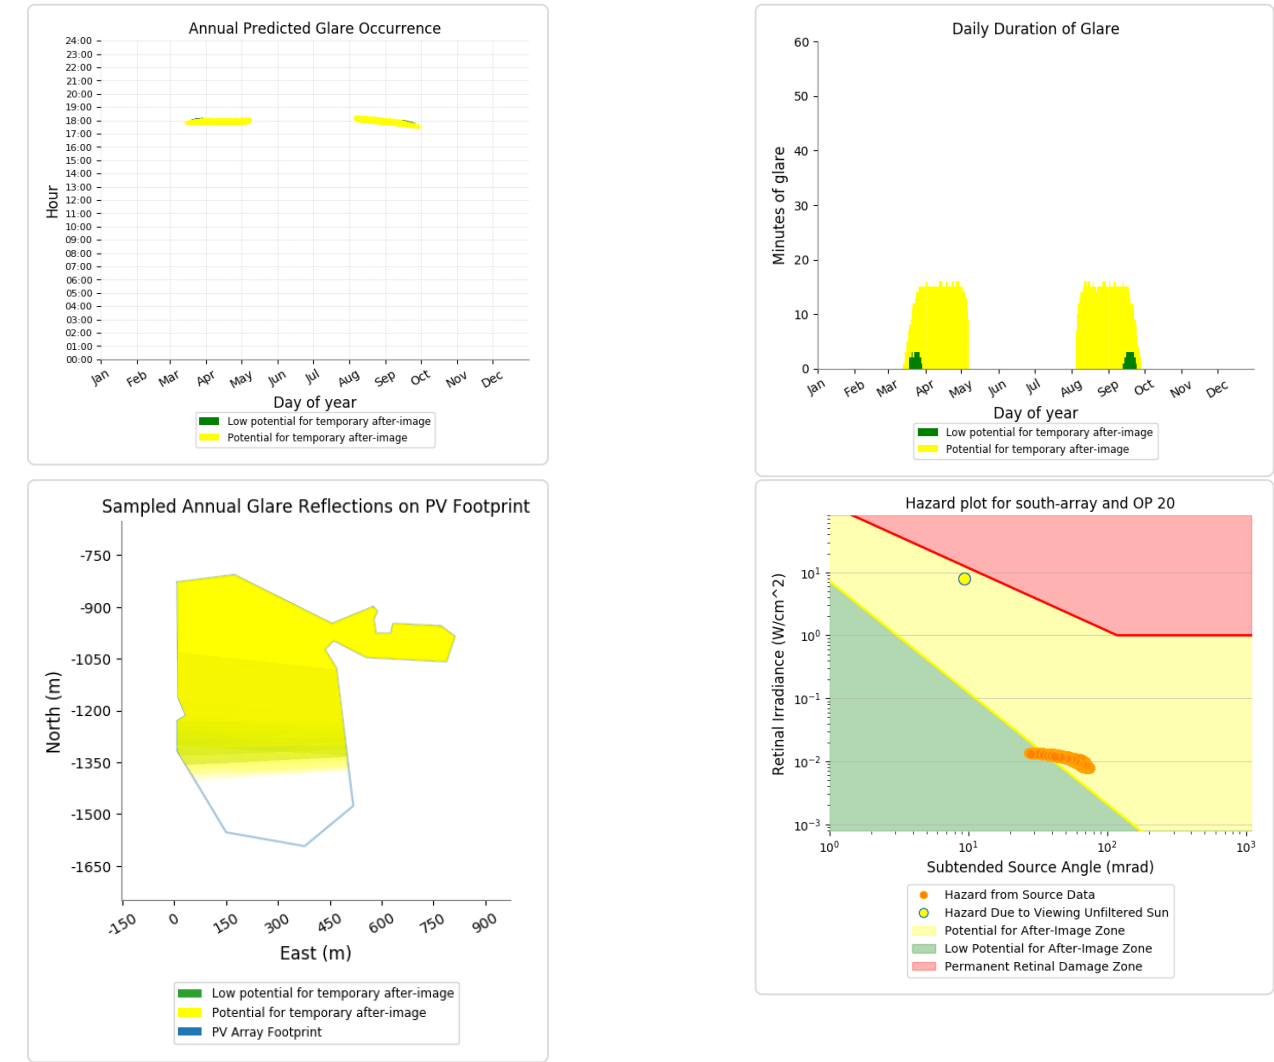 Annual Predicted Glare Occurrence
24:00
23:00
22:00
21:00
20:00
19:00
18:00
17:00
16:00
15:00
14:00
13:00
12:00
11:00
10:00
09:00
08:00
07:00
06:00
05:00
04:00
03:00
02:00
01:00
00:00
Hour
Jan Feb Mar Apr May Jun Jul Aug Sep Oct Nov Dec
Day of year
Low potential for temporary after-image
Potential for temporary after-image
Daily Duration of Glare
60
50
40
30
20
10
0
Minutes of glare
Jan Feb Mar Apr May Jun Jul Aug Sep Oct Nov Dec
Day of year
Low potential for temporary after-image
Potential for temporary after-image
Sampled Annual Glare Reflections on PV Footprint
-750
-900
-1050
-1200
-1350
-1500
-1650
North (m)
-150 0 150 300 450 600 750 900
East (m)
Low potential for temporary after-image
Potential for temporary after-image
PV Array Footprint
Hazard plot for south-array and OP 20
10^1
10^0
10^-1
10^-2
10^-3
Retinal Irradiance (W/cm^2)
10^0 10^1 10^2 10^3
Subtended Source Angle (mrad)
Hazard from Source Data
Hazard Due to Viewing Unfiltered Sun
Potential for After-Image Zone
Low Potential for After-Image Zone
Permanent Retinal Damage Zone